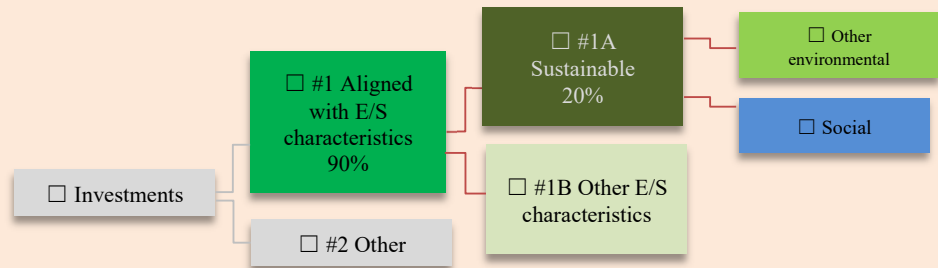 ☐ Investments
☐ #1 Aligned
with E/S
characteristics
90%
☐ #2 Other
☐ #1A
Sustainable
20%
☐ #1B Other E/S
characteristics
☐ Other
environmental
☐ Social